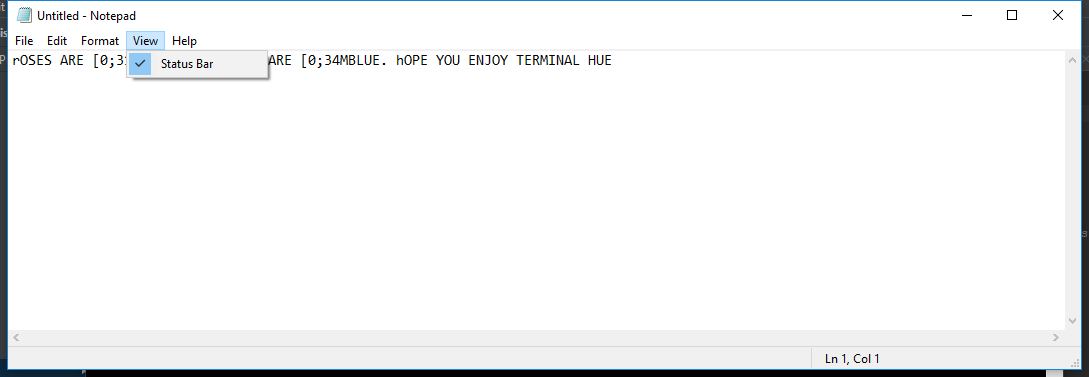 Untitled - Notepad
File Edit Format View Help
rOSES ARE [0;3
ARE [0;34MBLUE. hOPE YOU ENJOY TERMINAL HUE
Status Bar
Ln 1, Col 1